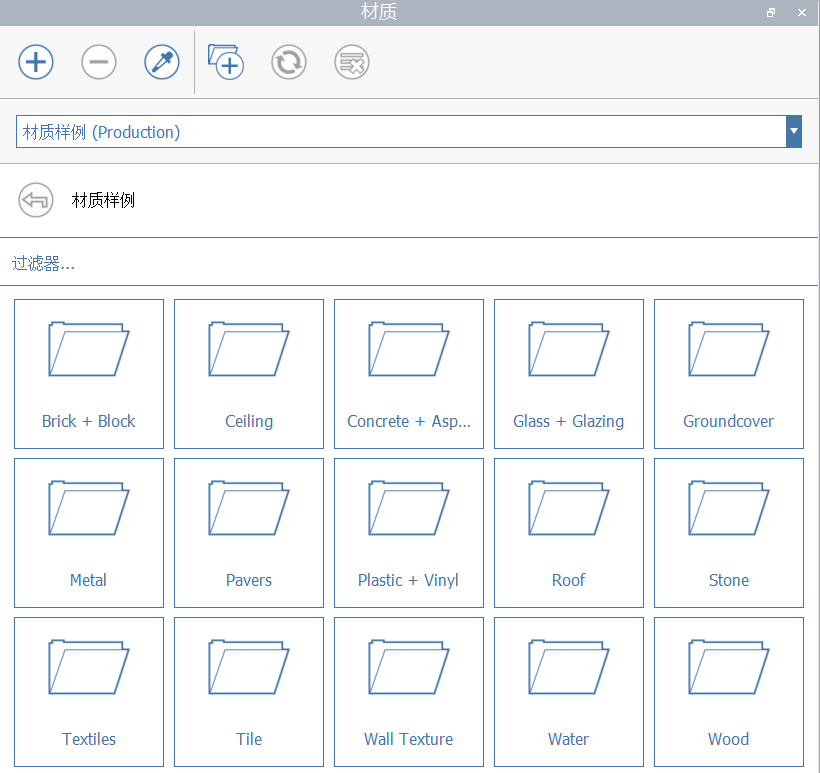 材质
材质样例 (Production)
材质样例
过滤器...
Brick + Block
Ceiling
Concrete + Asp...
Glass + Glazing
Groundcover
Metal
Pavers
Plastic + Vinyl
Roof
Stone
Textiles
Tile
Wall Texture
Water
Wood